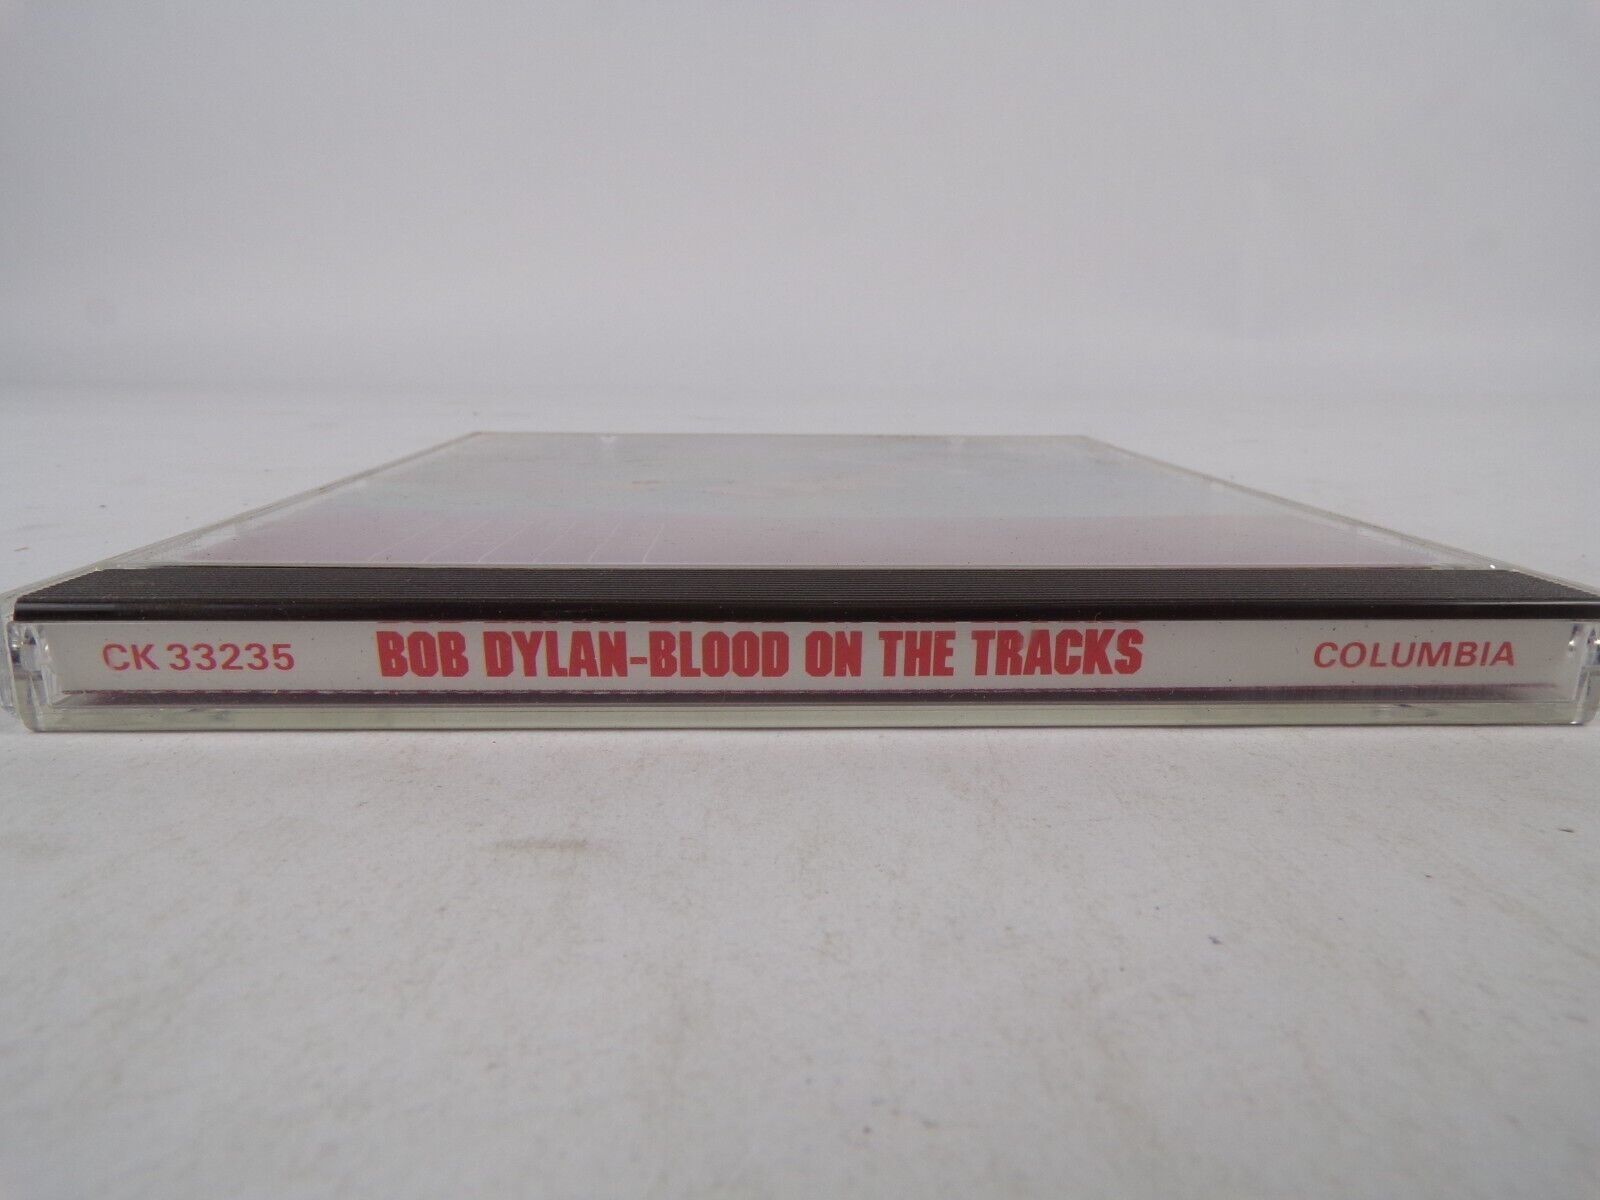 CK 33235 BOB DYLAN-BLOOD ON THE TRACKS COLUMBIA